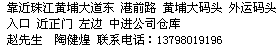 靠近珠江黄埔大道东 港前路 黄埔大码头 外运码头
入口 近正门 左边 中进公司仓库
赵先生 陶健煌 联系电话：13798019196